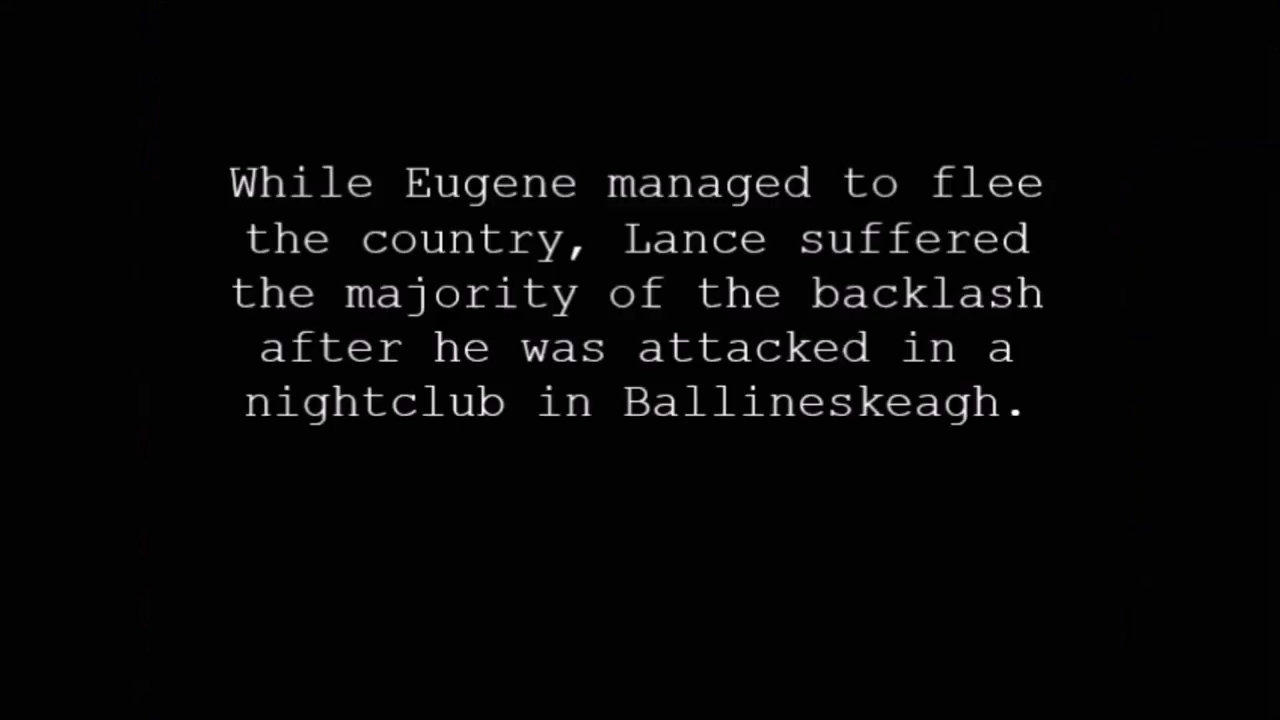 While Eugene managed to flee
the country, Lance suffered
the majority of the backlash
after he was attacked in a
nightclub in Ballineskeagh.